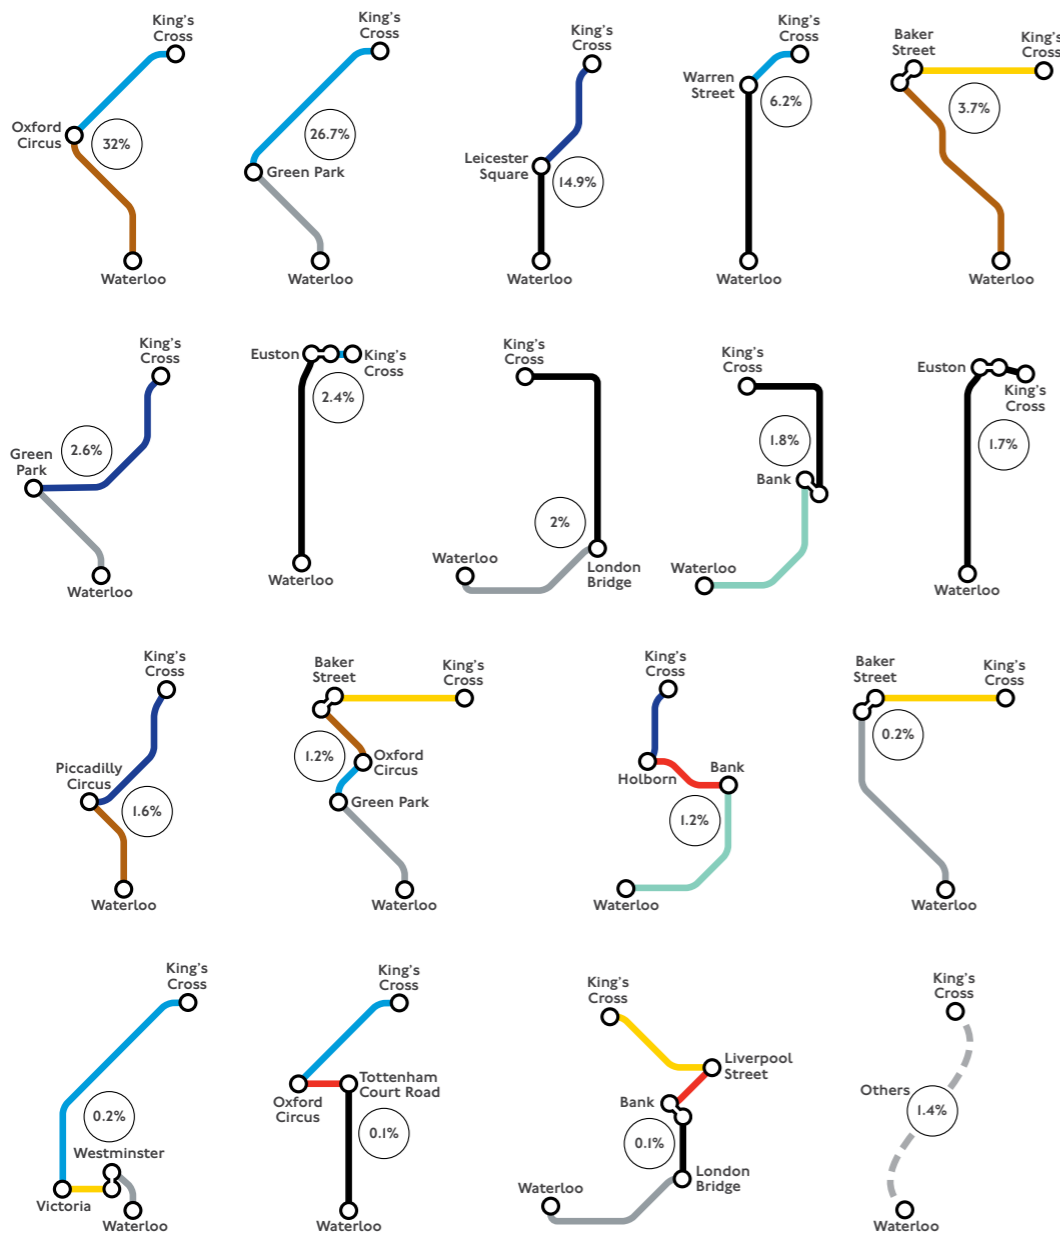 King's
Cross
Oxford
Circus
32%
Waterloo
King's
Cross
26.7%
Green Park
Waterloo
King's
Cross
Leicester
Square
14.9%
Waterloo
King's
Cross
Warren
Street
6.2%
Waterloo
Baker
Street
King's
Cross
3.7%
Waterloo
King's
Cross
2.6%
Green
Park
Waterloo
Euston
King's
Cross
2.4%
Waterloo
King's
Cross
2%
Waterloo
London
Bridge
King's
Cross
1.8%
Bank
Waterloo
Euston
King's
Cross
1.7%
Waterloo
King's
Cross
Piccadilly
Circus
1.6%
Waterloo
Baker
Street
King's
Cross
1.2%
Oxford
Circus
Green Park
Waterloo
King's
Cross
Holborn
Bank
1.2%
Waterloo
Baker
Street
King's
Cross
0.2%
Waterloo
King's
Cross
0.2%
Westminster
Victoria
Waterloo
King's
Cross
Oxford
Circus
Tottenham
Court Road
0.1%
Waterloo
King's
Cross
Liverpool
Street
Bank
0.1%
London
Bridge
Waterloo
King's
Cross
Others
1.4%
Waterloo